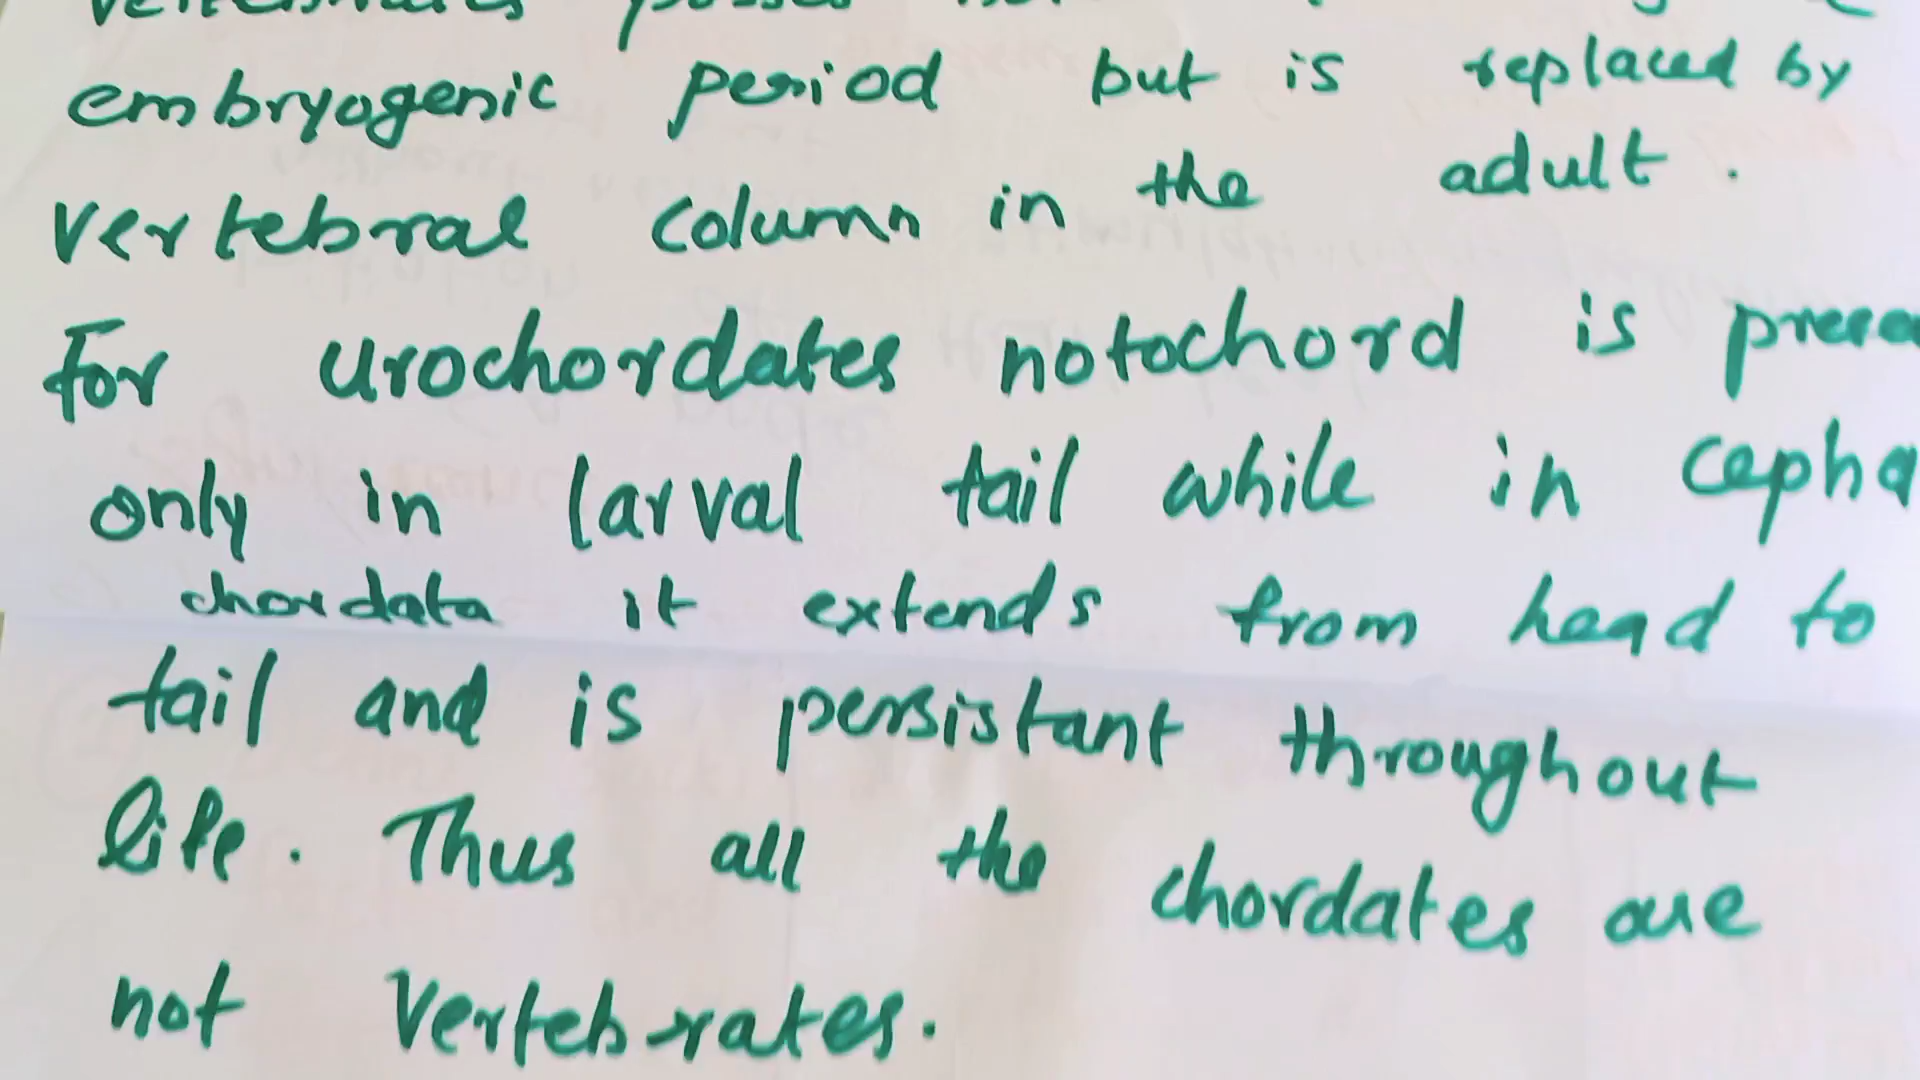 embryogenic period but is replaced by
vertebral column in the adult.
For urochordates notochord is
only in larval tail while in cepha
chordata it extends from head to
tail and is persistant throughout
life. Thus all the chordates are
not vertebrates.